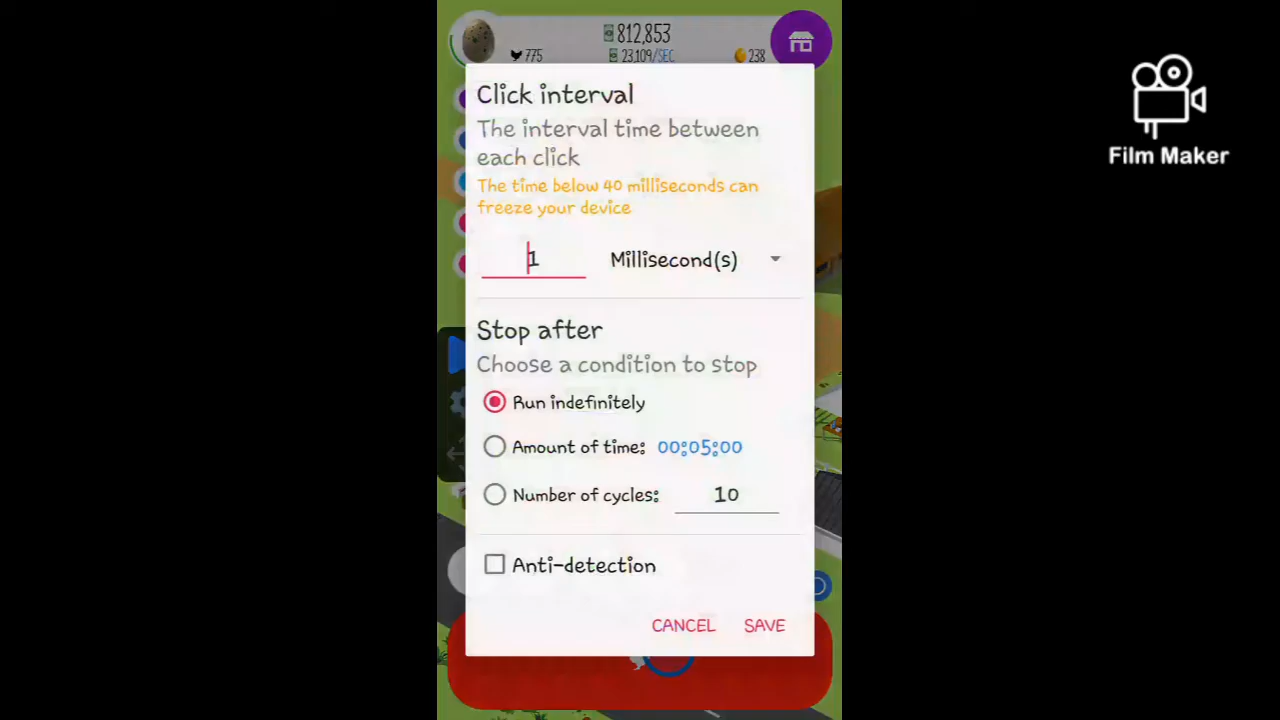 812,853
775
23,109/SEC
238
Click interval
The interval time between
each click
The time below 40 milliseconds can
freeze your device
1
Millisecond(s)
Stop after
Choose a condition to stop
Run indefinitely
Amount of time: 00:05:00
Number of cycles: 10
Anti-detection
CANCEL SAVE
Film Maker